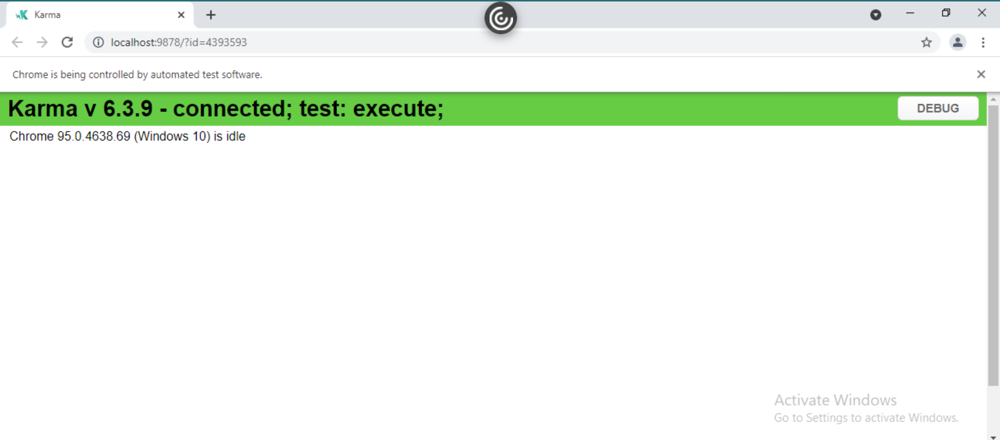 Karma
localhost:9878/?id=4393593
Chrome is being controlled by automated test software.
Karma v 6.3.9 - connected; test: execute;
DEBUG
Chrome 95.0.4638.69 (Windows 10) is idle
Activate Windows
Go to Settings to activate Windows.